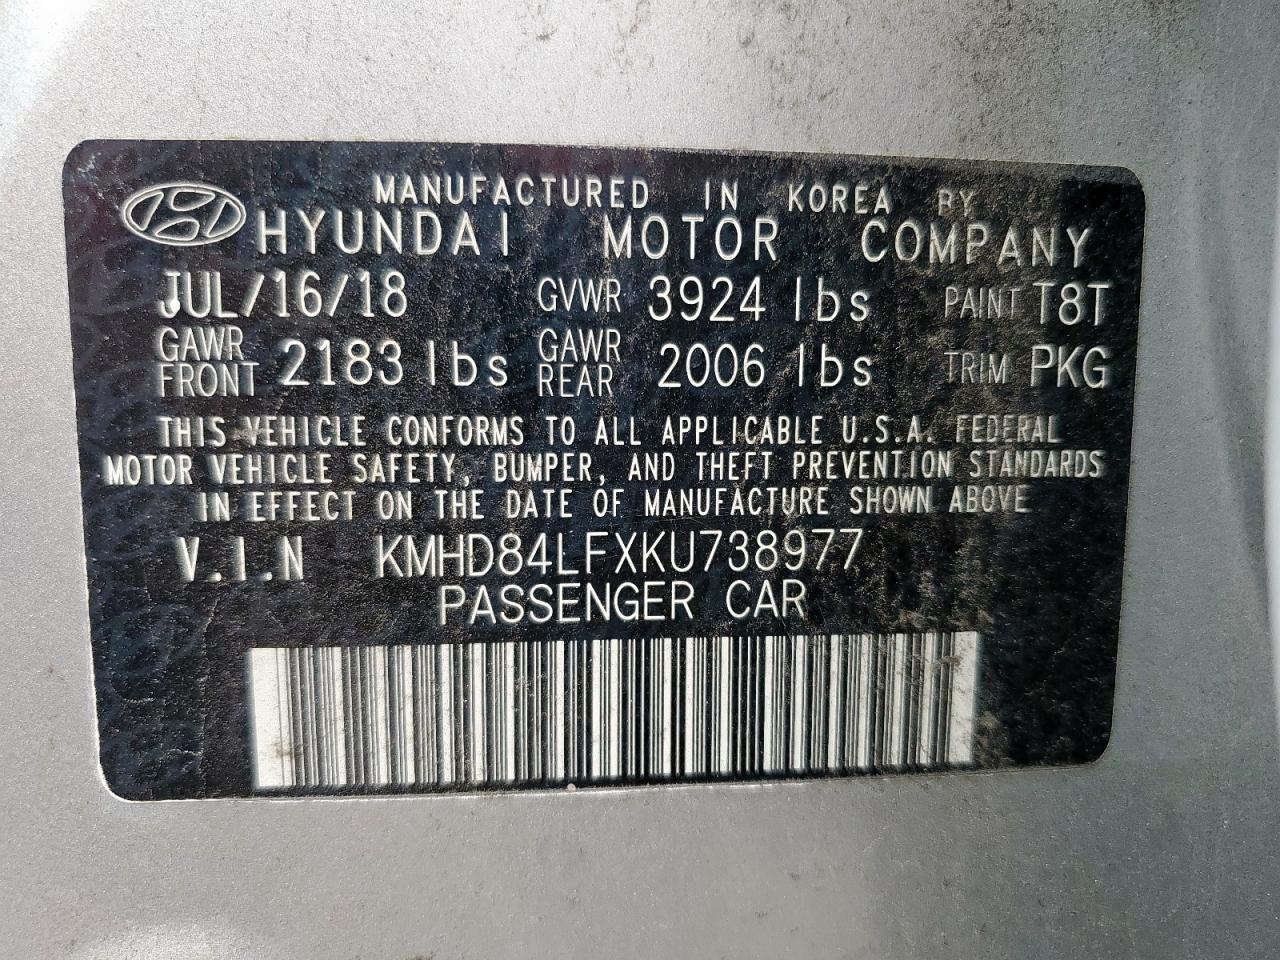 MANUFACTURED IN KOREA BY
HYUNDAI MOTOR COMPANY
JUL/16/18 GVWR 3924 lbs PAINT T8T
GAWR FRONT 2183 lbs GAWR REAR 2006 lbs TRIM PKG
THIS VEHICLE CONFORMS TO ALL APPLICABLE U.S.A. FEDERAL
MOTOR VEHICLE SAFETY, BUMPER, AND THEFT PREVENTION STANDARDS
IN EFFECT ON THE DATE OF MANUFACTURE SHOWN ABOVE
V.I.N KMHD84LFXKU738977
PASSENGER CAR